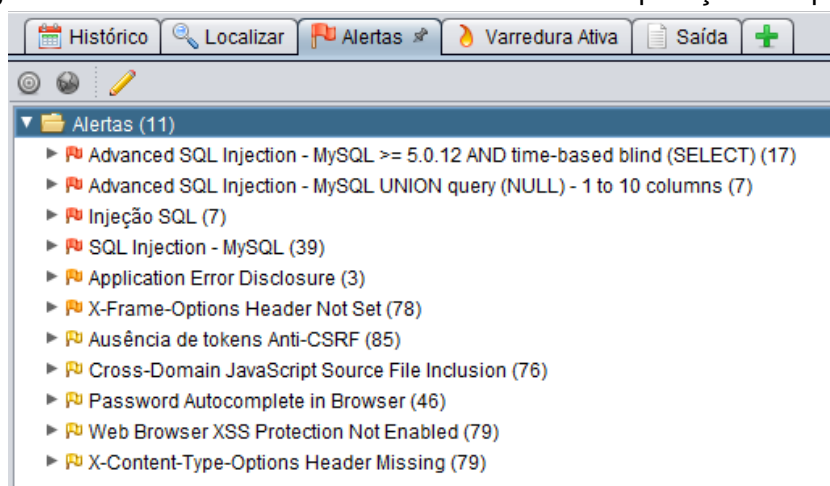 Histórico Localizar Alertas Varredura Ativa Saída
Alertas (11)
Advanced SQL Injection - MySQL >= 5.0.12 AND time-based blind (SELECT) (17)
Advanced SQL Injection - MySQL UNION query (NULL) - 1 to 10 columns (7)
Injeção SQL (7)
SQL Injection - MySQL (39)
Application Error Disclosure (3)
X-Frame-Options Header Not Set (78)
Ausência de tokens Anti-CSRF (85)
Cross-Domain JavaScript Source File Inclusion (76)
Password Autocomplete in Browser (46)
Web Browser XSS Protection Not Enabled (79)
X-Content-Type-Options Header Missing (79)